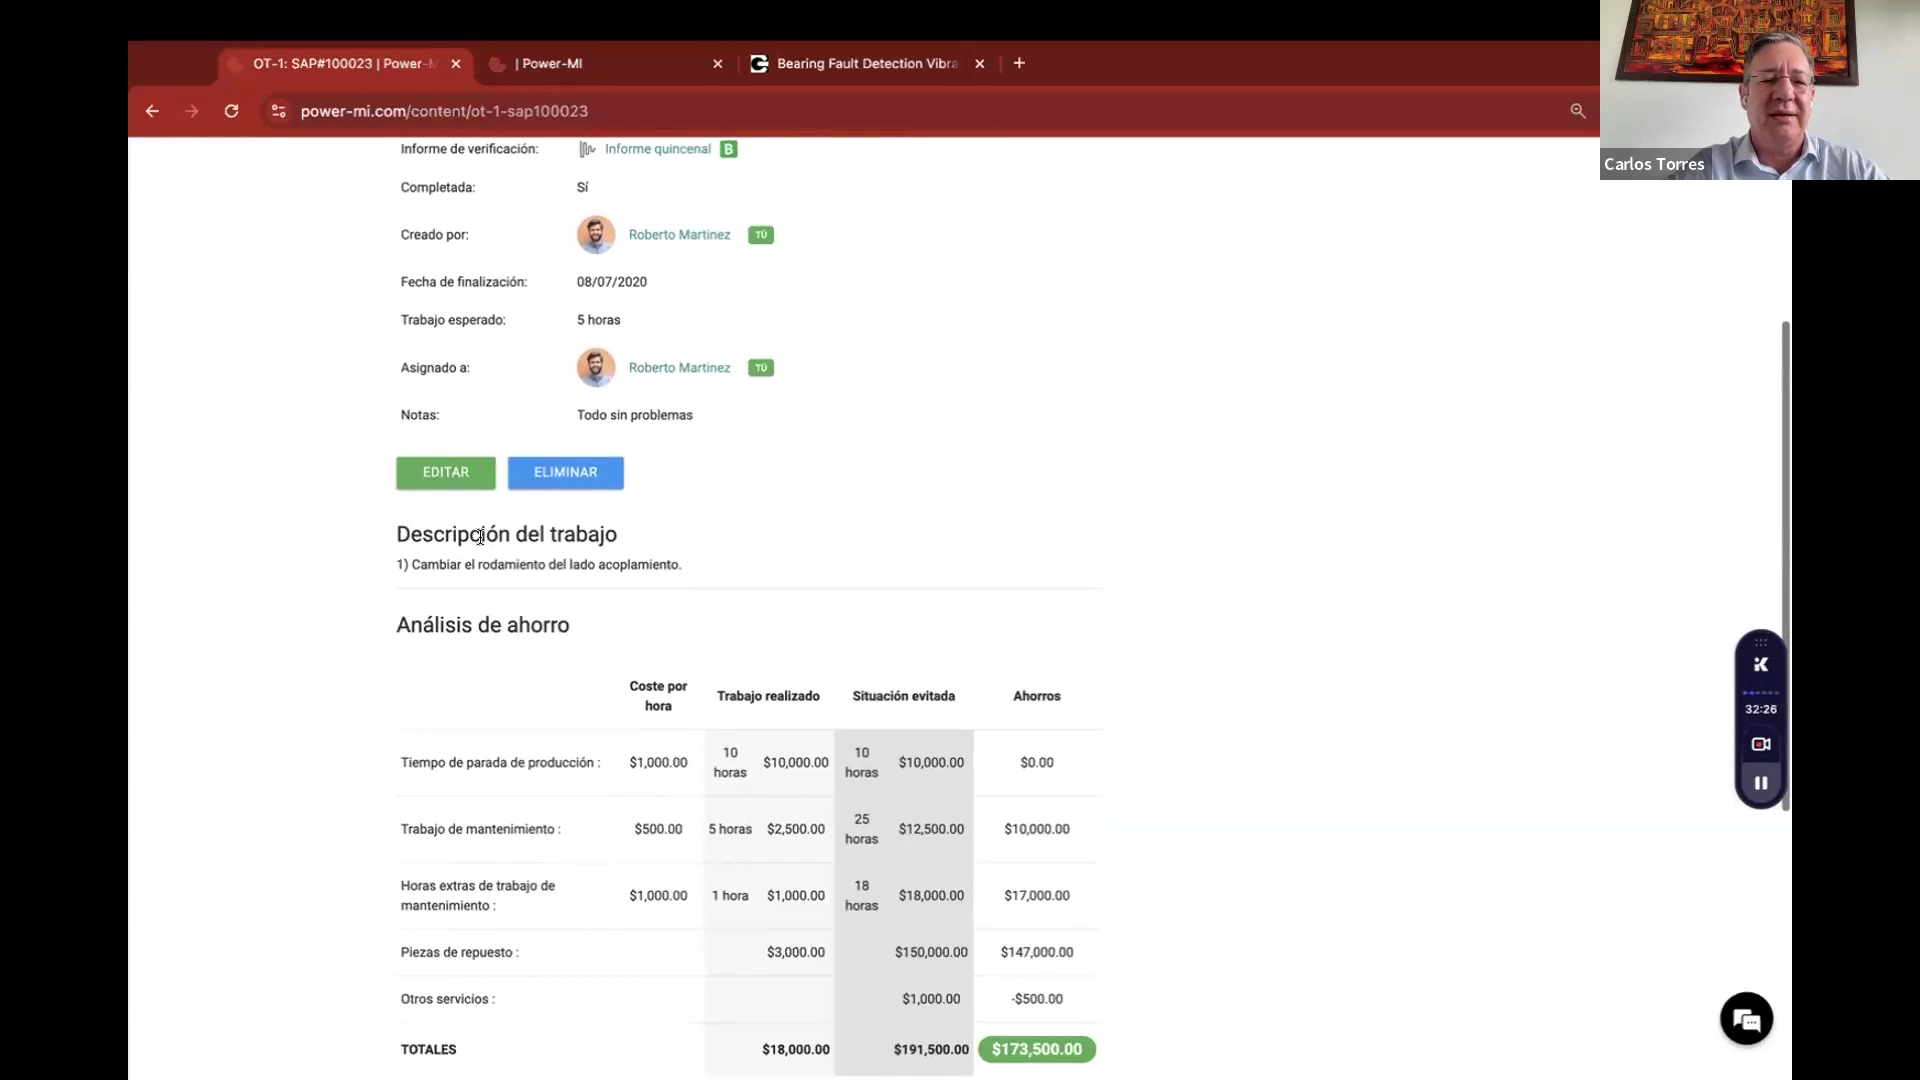 OT-1: SAP#100023 | Power-M
| Power-MI
Bearing Fault Detection Vibra
power-mi.com/content/ot-1-sap100023
Carlos Torres
Informe de verificación: Informe quincenal B
Completada: Sí
Creado por: Roberto Martinez TÚ
Fecha de finalización: 08/07/2020
Trabajo esperado: 5 horas
Asignado a: Roberto Martinez TÚ
Notas: Todo sin problemas
EDITAR ELIMINAR
Descripción del trabajo
1) Cambiar el rodamiento del lado acoplamiento.
Análisis de ahorro
Coste por hora Trabajo realizado Situación evitada Ahorros
Tiempo de parada de producción : $1,000.00 10 horas $10,000.00 10 horas $10,000.00 $0.00
Trabajo de mantenimiento : $500.00 5 horas $2,500.00 25 horas $12,500.00 $10,000.00
Horas extras de trabajo de mantenimiento : $1,000.00 1 hora $1,000.00 18 horas $18,000.00 $17,000.00
Piezas de repuesto : $3,000.00 $150,000.00 $147,000.00
Otros servicios : $1,000.00 -$500.00
TOTALES $18,000.00 $191,500.00 $173,500.00
32:26